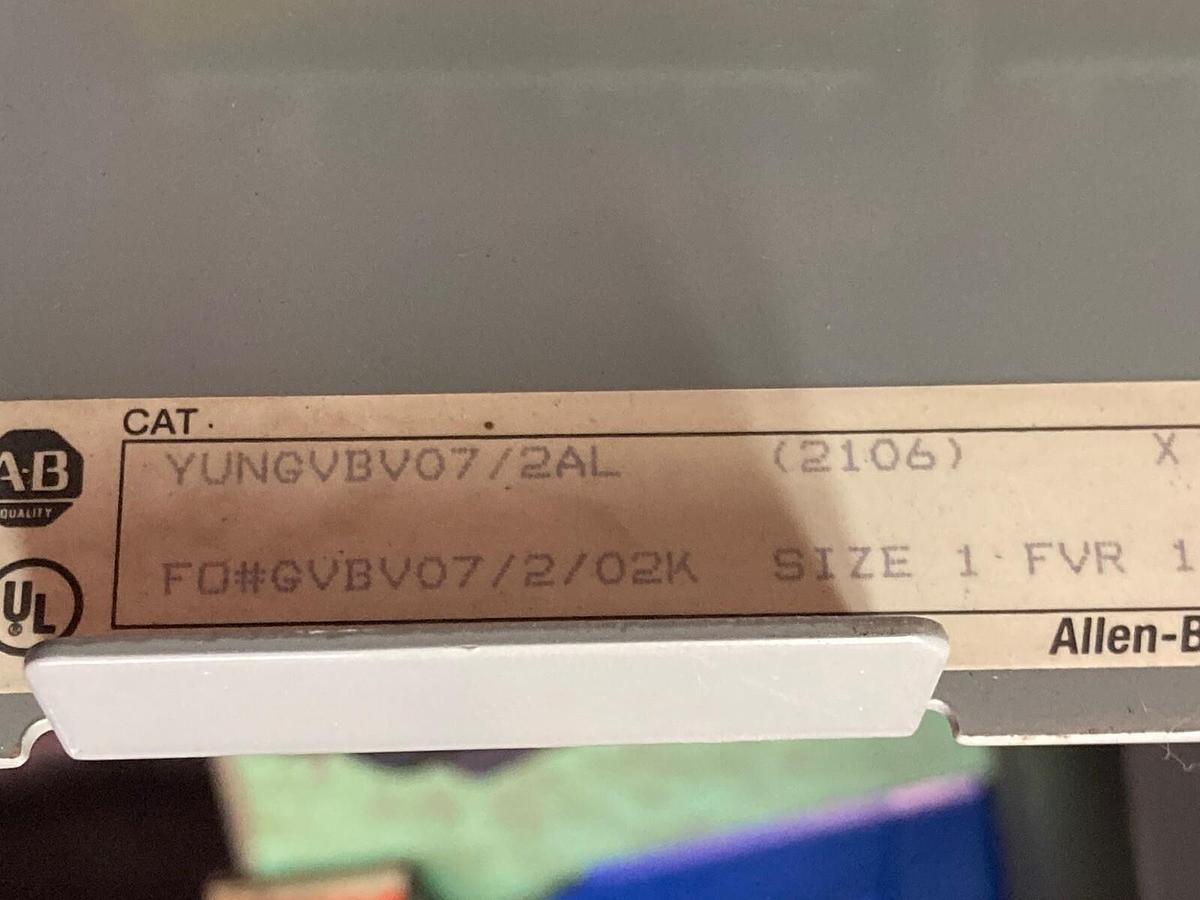 CAT.
A-B
QUALITY
YUNGVBV07/2AL (2106) X
FO#GVBV07/2/02K SIZE 1 FVR 1
UL
Allen-B